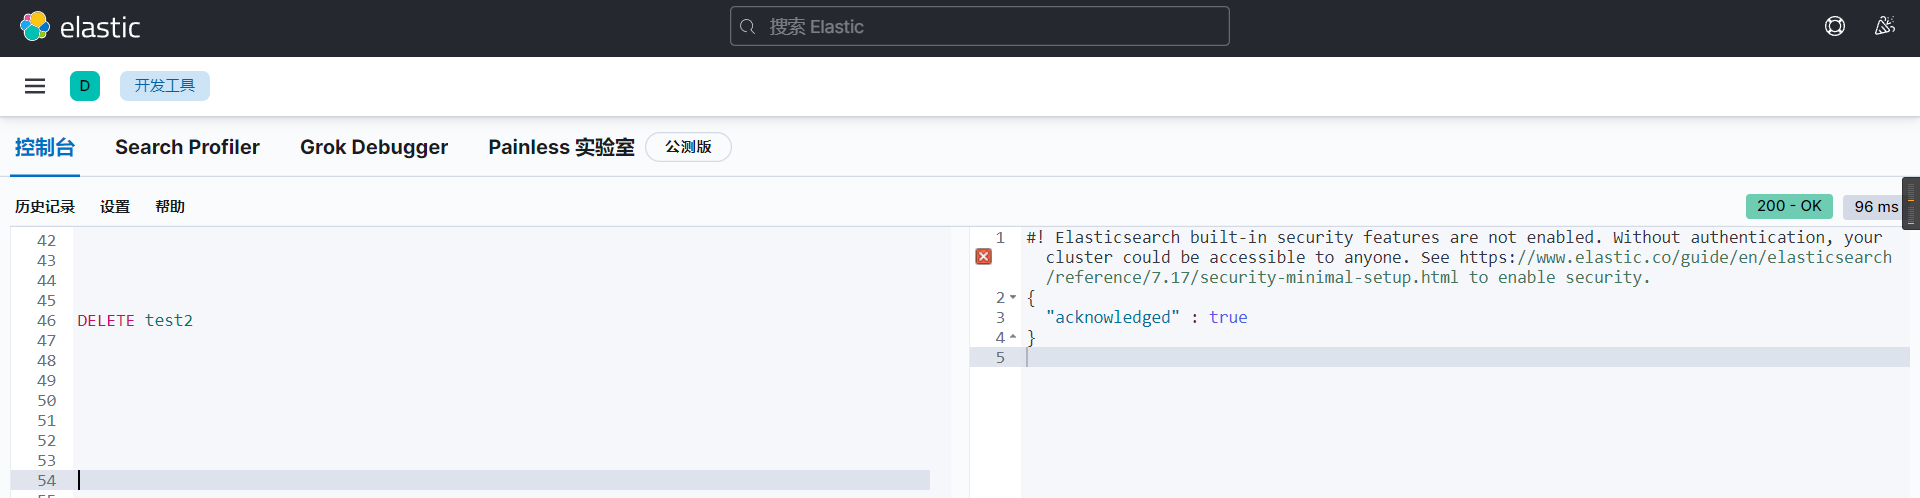 elastic
搜索 Elastic
D
开发工具
控制台 Search Profiler Grok Debugger Painless 实验室 公测版
历史记录 设置 帮助
200 - OK 96 ms
42
43
44
45
46 DELETE test2
47
48
49
50
51
52
53
54
55
1 #! Elasticsearch built-in security features are not enabled. Without authentication, your
cluster could be accessible to anyone. See https://www.elastic.co/guide/en/elasticsearch
/reference/7.17/security-minimal-setup.html to enable security.
2 {
3 "acknowledged" : true
4 }
5